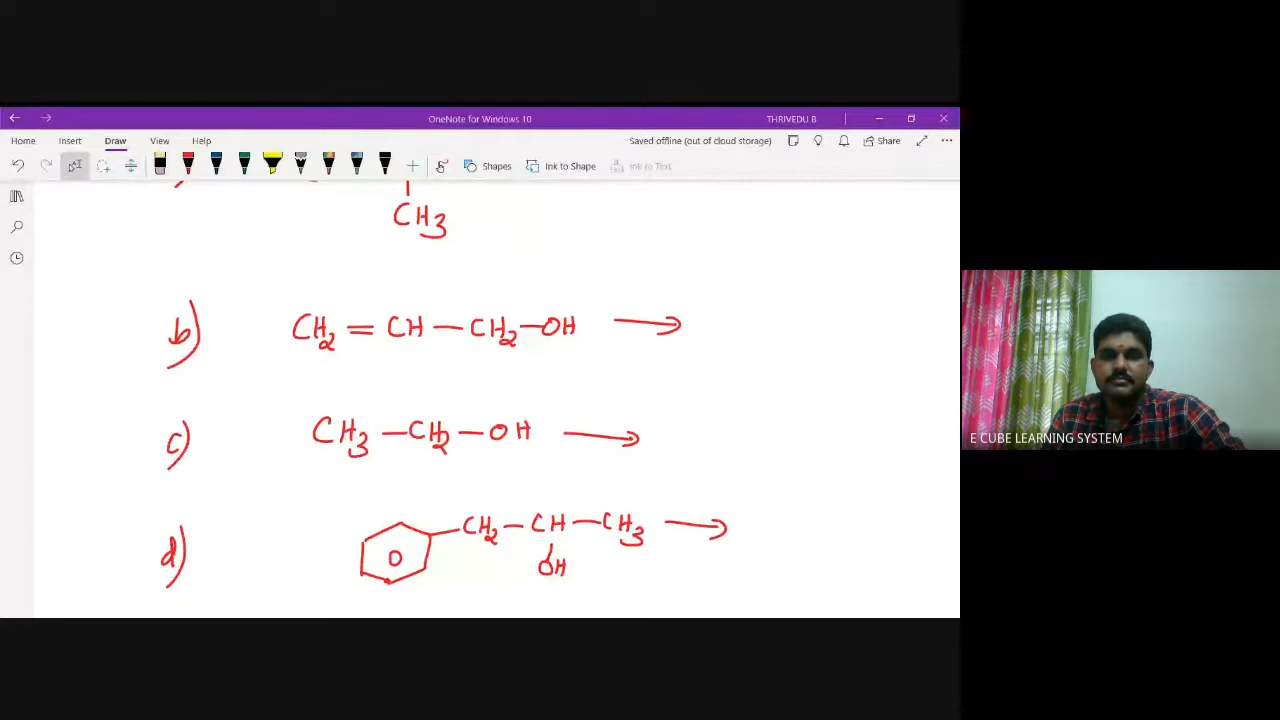 OneNote for Windows 10
THRIVEDU B
Home Insert Draw View Help
Saved offline (out of cloud storage)
Share
Shapes Ink to Shape Ink to Text
CH3
b) CH2 = CH — CH2 — OH →
c) CH3 — CH2 — OH →
d) CH2 — CH — CH3 →
OH
E CUBE LEARNING SYSTEM